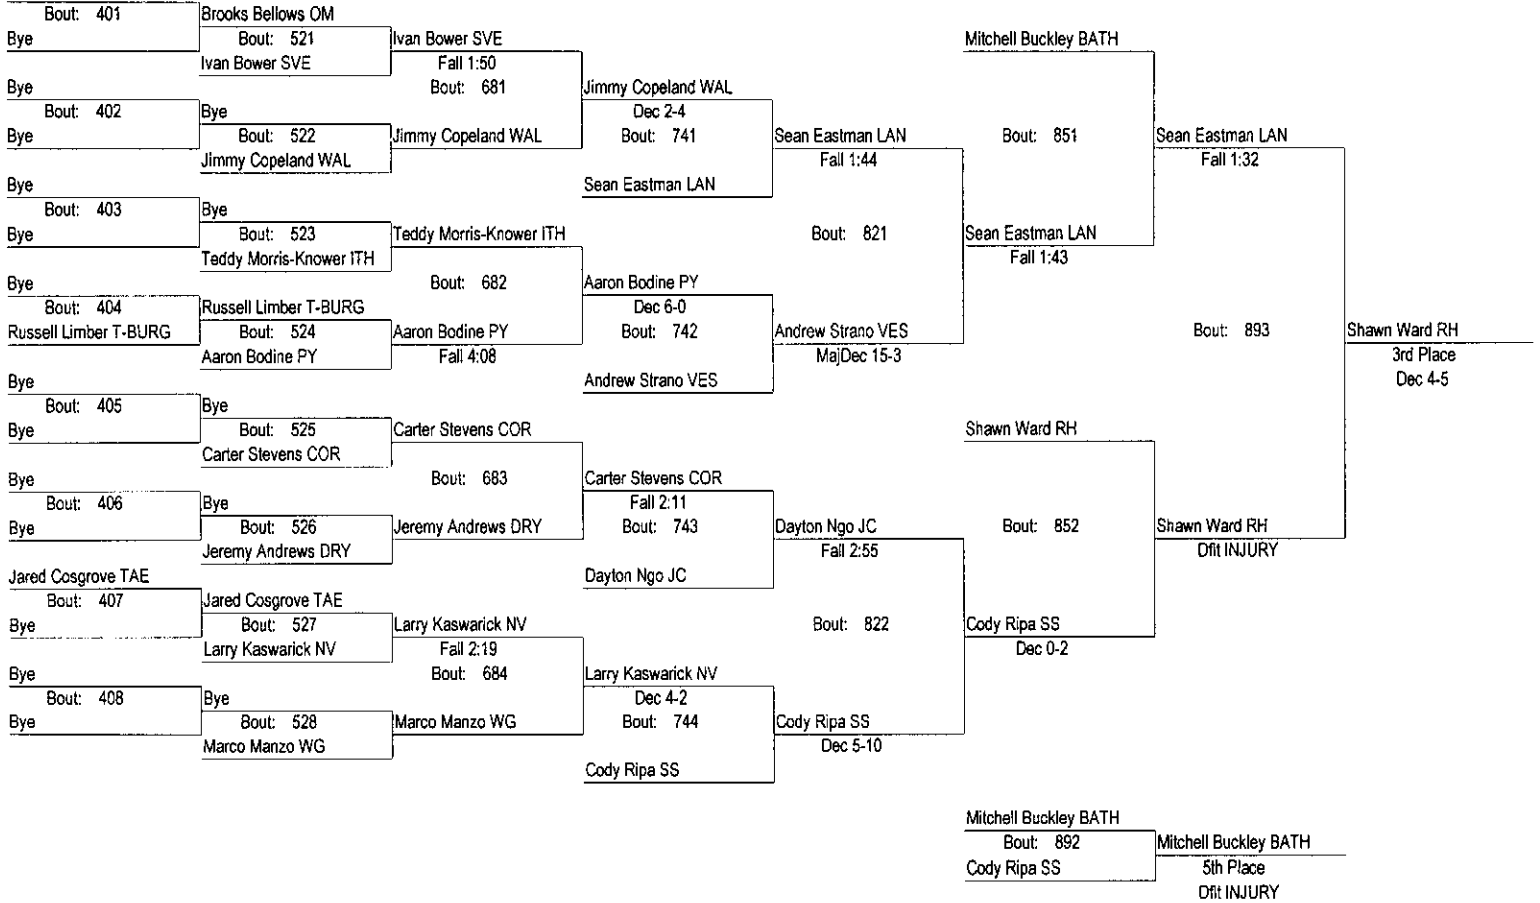 Bout: 401
Bye
Bye
Bout: 402
Bye
Bye
Bout: 403
Bye
Bye
Bout: 404
Russell Limber T-BURG
Bye
Bout: 405
Bye
Bye
Bout: 406
Bye
Jared Cosgrove TAE
Bout: 407
Bye
Bye
Bout: 408
Bye
Brooks Bellows OM
Bout: 521
Ivan Bower SVE
Bye
Bout: 522
Jimmy Copeland WAL
Bye
Bout: 523
Teddy Morris-Knower ITH
Russell Limber T-BURG
Bout: 524
Aaron Bodine PY
Bye
Bout: 525
Carter Stevens COR
Bye
Bout: 526
Jeremy Andrews DRY
Jared Cosgrove TAE
Bout: 527
Larry Kaswarick NV
Bye
Bout: 528
Marco Manzo WG
Ivan Bower SVE
Fall 1:50
Bout: 681
Jimmy Copeland WAL
Teddy Morris-Knower ITH
Bout: 682
Aaron Bodine PY
Fall 4:08
Carter Stevens COR
Bout: 683
Jeremy Andrews DRY
Larry Kaswarick NV
Fall 2:19
Bout: 684
Marco Manzo WG
Jimmy Copeland WAL
Dec 2-4
Bout: 741
Sean Eastman LAN
Aaron Bodine PY
Dec 6-0
Bout: 742
Andrew Strano VES
Carter Stevens COR
Fall 2:11
Bout: 743
Dayton Ngo JC
Larry Kaswarick NV
Dec 4-2
Bout: 744
Cody Ripa SS
Sean Eastman LAN
Fall 1:44
Bout: 821
Andrew Strano VES
MajDec 15-3
Dayton Ngo JC
Fall 2:55
Bout: 822
Cody Ripa SS
Dec 5-10
Mitchell Buckley BATH
Bout: 851
Sean Eastman LAN
Fall 1:43
Shawn Ward RH
Bout: 852
Cody Ripa SS
Dec 0-2
Sean Eastman LAN
Fall 1:32
Bout: 893
Shawn Ward RH
Dflt INJURY
Shawn Ward RH
3rd Place
Dec 4-5
Mitchell Buckley BATH
Bout: 892
Cody Ripa SS
Mitchell Buckley BATH
5th Place
Dflt INJURY